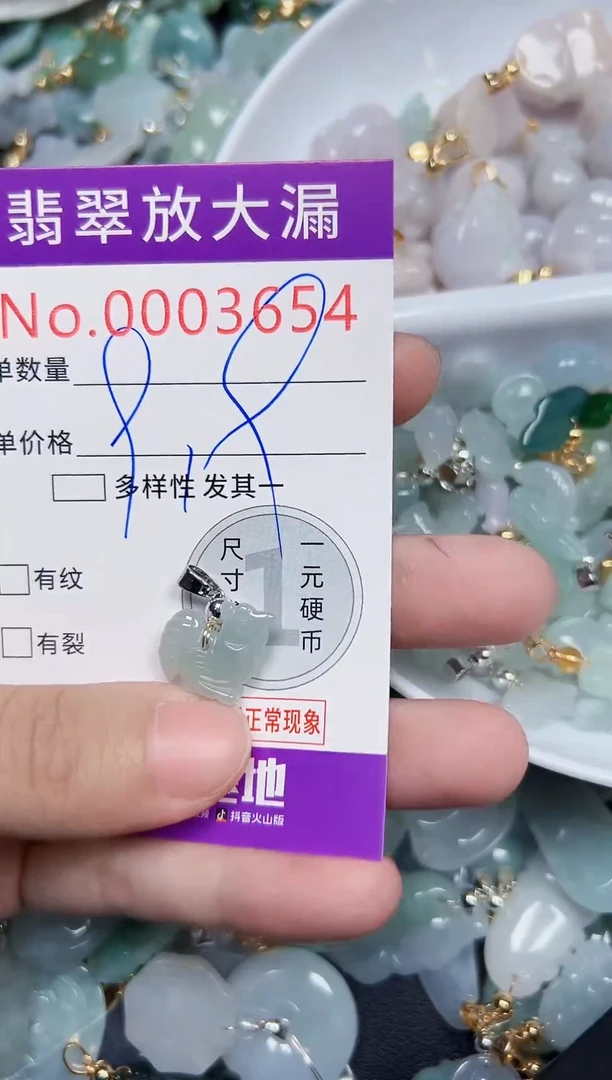 翡翠放大漏
No.0003654
单数量
单价格
多样性 发其一
尺寸
一元硬币
1
有纹
有裂
正常现象
地
抖音火山版